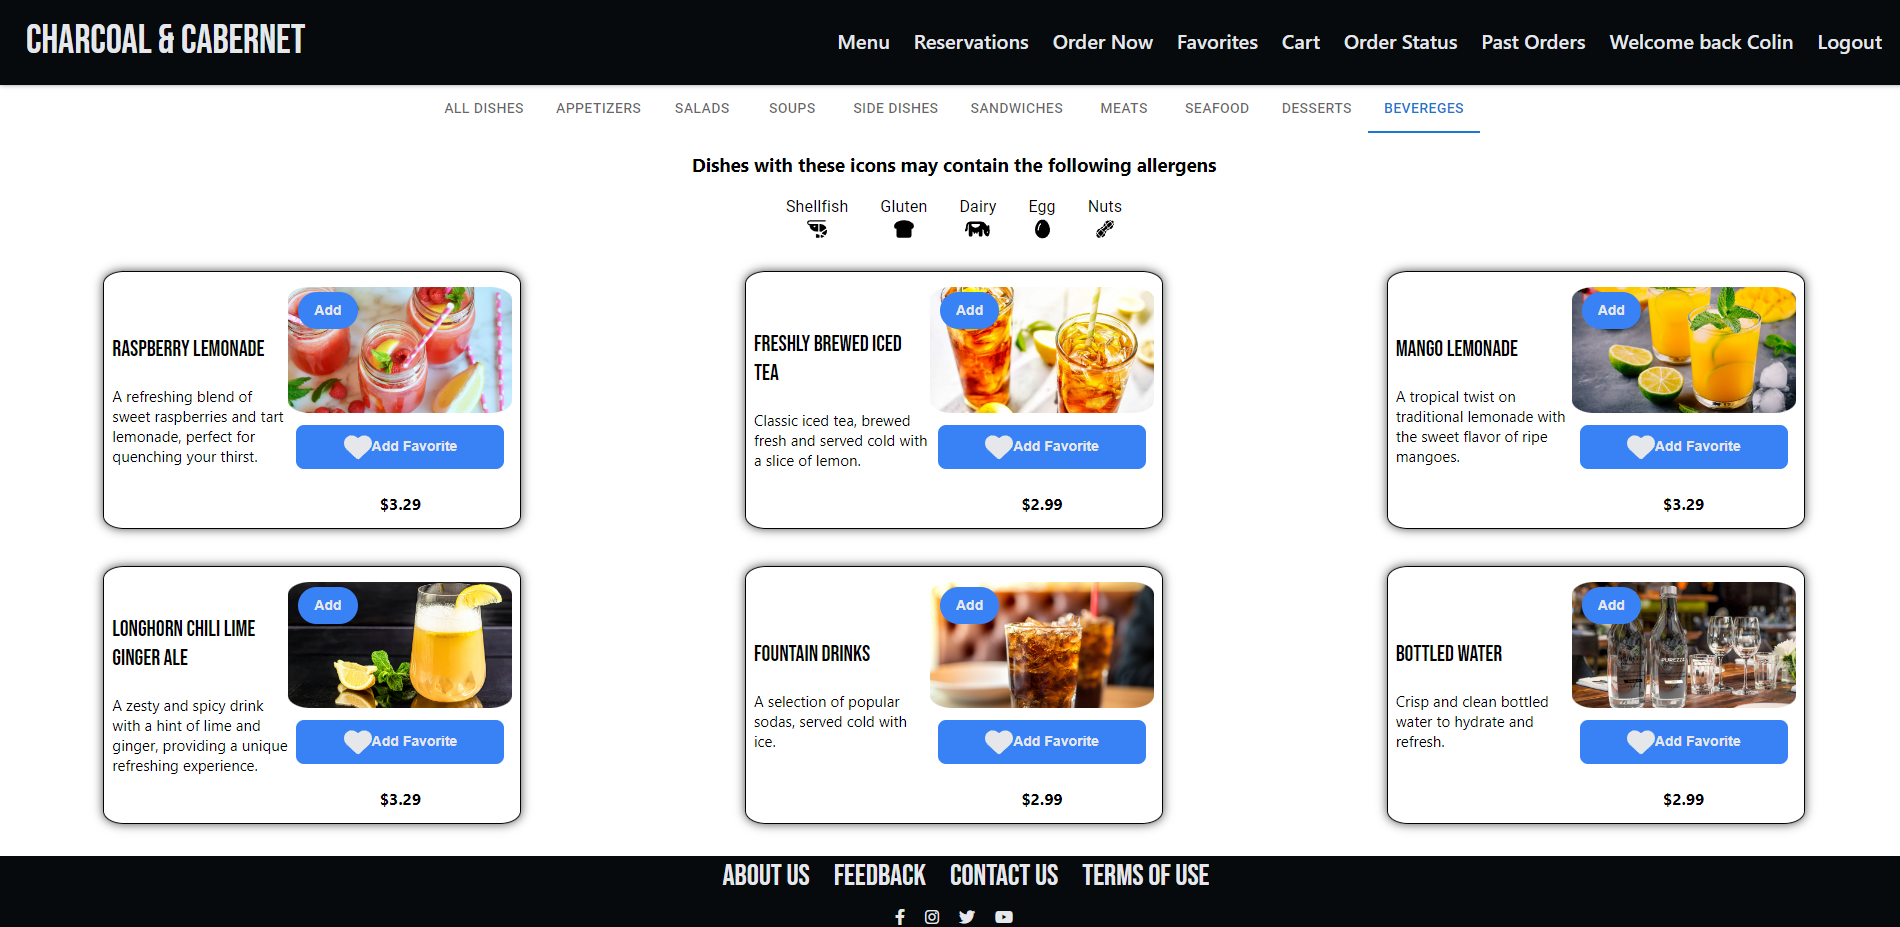 CHARCOAL & CABERNET
Menu Reservations Order Now Favorites Cart Order Status Past Orders Welcome back Colin Logout
ALL DISHES APPETIZERS SALADS SOUPS SIDE DISHES SANDWICHES MEATS SEAFOOD DESSERTS BEVEREGES
Dishes with these icons may contain the following allergens
Shellfish Gluten Dairy Egg Nuts
RASPBERRY LEMONADE
A refreshing blend of
sweet raspberries and tart
lemonade, perfect for
quenching your thirst.
Add
Add Favorite
$3.29
FRESHLY BREWED ICED
TEA
Classic iced tea, brewed
fresh and served cold with
a slice of lemon.
Add
Add Favorite
$2.99
MANGO LEMONADE
A tropical twist on
traditional lemonade with
the sweet flavor of ripe
mangoes.
Add
Add Favorite
$3.29
LONGHORN CHILI LIME
GINGER ALE
A zesty and spicy drink
with a hint of lime and
ginger, providing a unique
refreshing experience.
Add
Add Favorite
$3.29
FOUNTAIN DRINKS
A selection of popular
sodas, served cold with
ice.
Add
Add Favorite
$2.99
BOTTLED WATER
Crisp and clean bottled
water to hydrate and
refresh.
Add
Add Favorite
$2.99
ABOUT US FEEDBACK CONTACT US TERMS OF USE